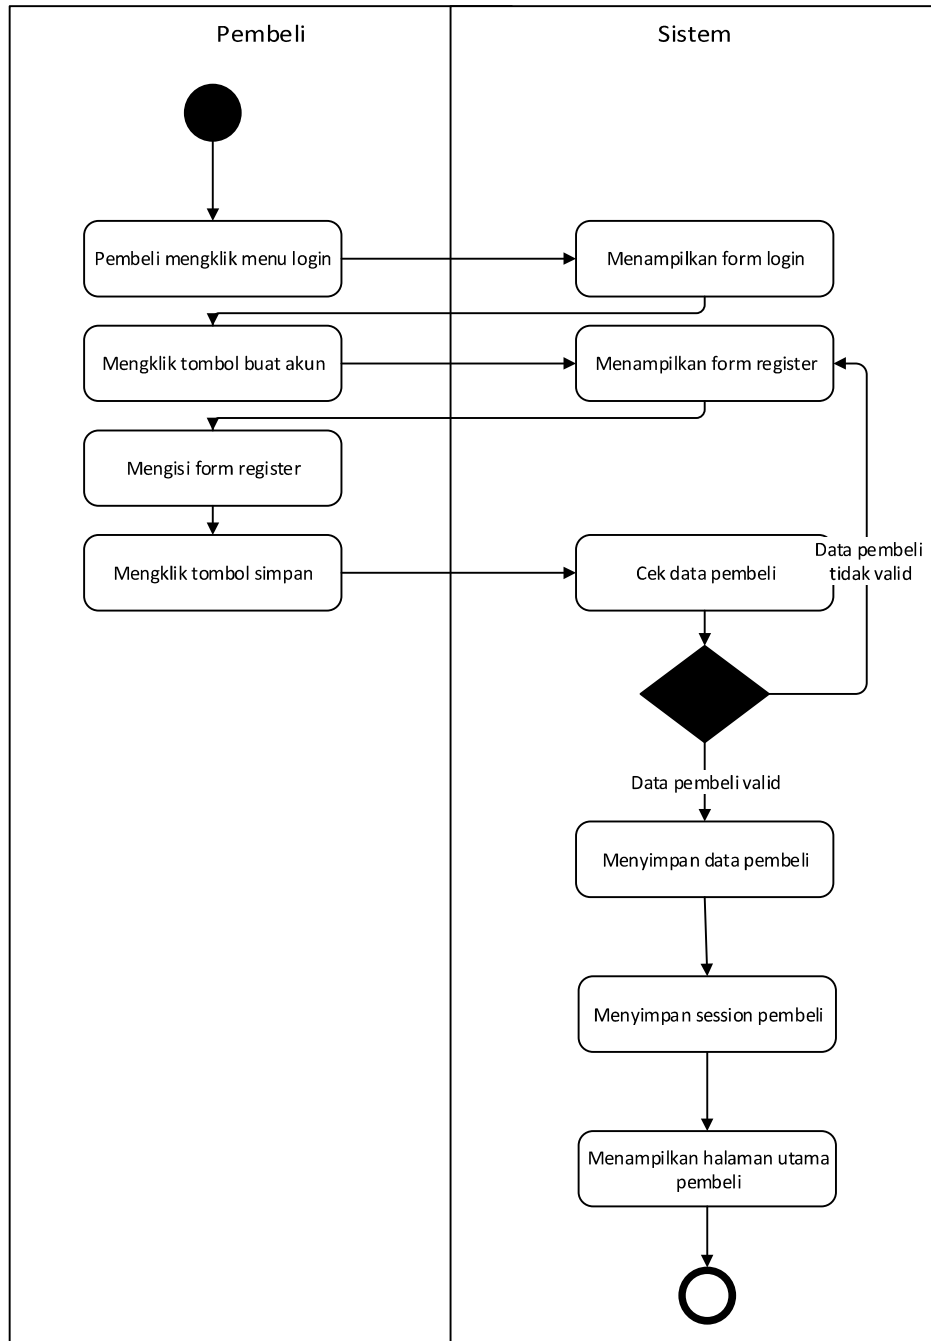 Pembeli
Sistem
Pembeli mengklik menu login
Menampilkan form login
Mengklik tombol buat akun
Menampilkan form register
Mengisi form register
Mengklik tombol simpan
Cek data pembeli
Data pembeli
tidak valid
Data pembeli valid
Menyimpan data pembeli
Menyimpan session pembeli
Menampilkan halaman utama
pembeli